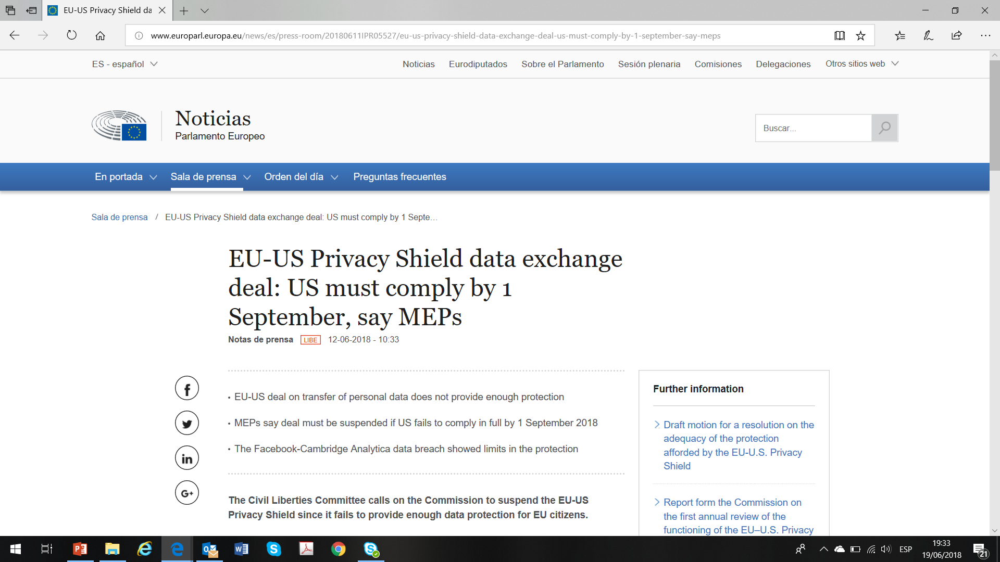 EU-US Privacy Shield da
www.europarl.europa.eu/news/es/press-room/20180611IPR05527/eu-us-privacy-shield-data-exchange-deal-us-must-comply-by-1-september-say-meps
ES - español
Noticias Eurodiputados Sobre el Parlamento Sesión plenaria Comisiones Delegaciones Otros sitios web
Noticias
Parlamento Europeo
Buscar...
En portada Sala de prensa Orden del día Preguntas frecuentes
Sala de prensa / EU-US Privacy Shield data exchange deal: US must comply by 1 Septe…
EU-US Privacy Shield data exchange
deal: US must comply by 1
September, say MEPs
Notas de prensa LIBE 12-06-2018 - 10:33
• EU-US deal on transfer of personal data does not provide enough protection
• MEPs say deal must be suspended if US fails to comply in full by 1 September 2018
• The Facebook-Cambridge Analytica data breach showed limits in the protection
The Civil Liberties Committee calls on the Commission to suspend the EU-US
Privacy Shield since it fails to provide enough data protection for EU citizens.
Further information
Draft motion for a resolution on the
adequacy of the protection
afforded by the EU-U.S. Privacy
Shield
Report form the Commission on
the first annual review of the
functioning of the EU–U.S. Privacy
ESP
19:33
19/06/2018
21